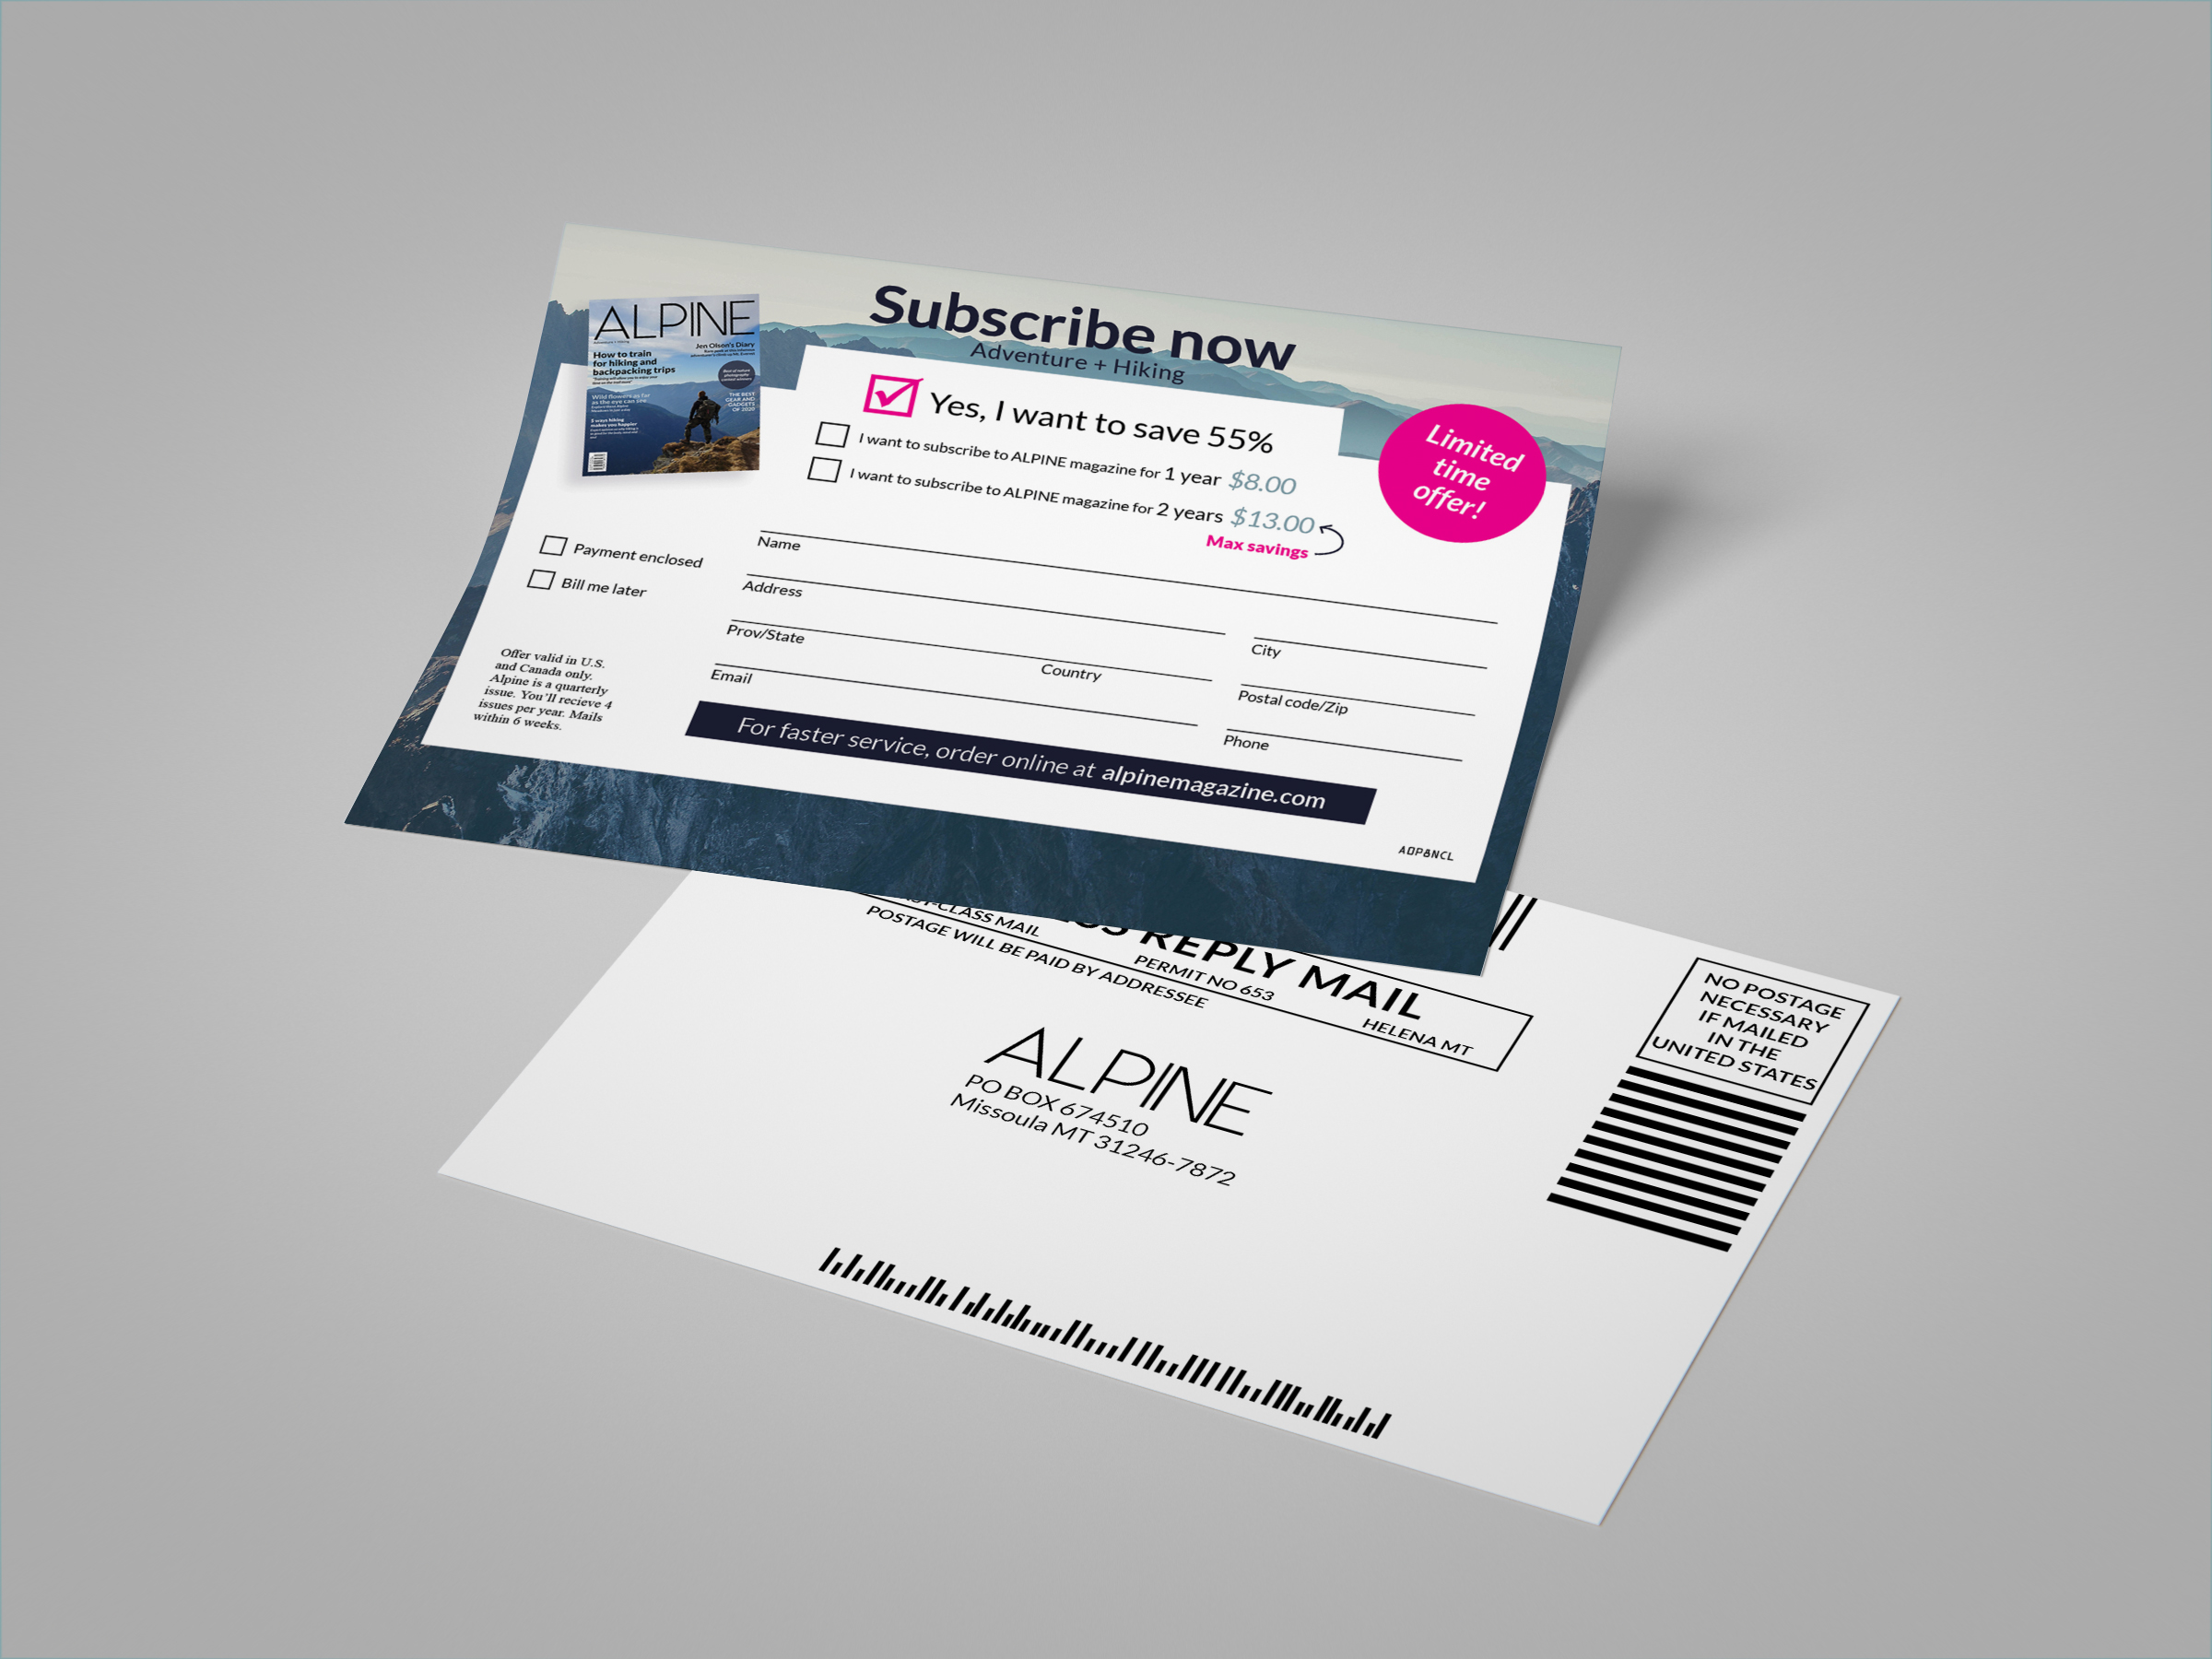 Subscribe now
Adventure + Hiking
ALPINE
How to train
for hiking and
backpacking trips
Jen Olson's Diary
Wild flowers as far
as the eye can see
5 ways hiking
makes you happier
THE BEST
GEAR AND
GADGETS
OF 2020
Yes, I want to save 55%
I want to subscribe to ALPINE magazine for 1 year $8.00
I want to subscribe to ALPINE magazine for 2 years $13.00
Max savings
Limited
time
offer!
Payment enclosed
Bill me later
Name
Address
City
Prov/State
Country
Postal code/Zip
Email
Phone
Offer valid in U.S.
and Canada only.
Alpine is a quarterly
issue. You'll recieve 4
issues per year. Mails
within 6 weeks.
For faster service, order online at alpinemagazine.com
AOP8NCL
REPLY MAIL
CLASS MAIL
PERMIT NO 653
HELENA MT
POSTAGE WILL BE PAID BY ADDRESSEE
NO POSTAGE
NECESSARY
IF MAILED
IN THE
UNITED STATES
ALPINE
PO BOX 674510
Missoula MT 31246-7872